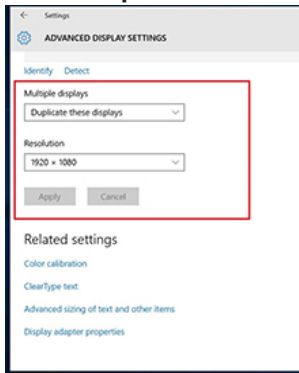 Settings
ADVANCED DISPLAY SETTINGS
Identify Detect
Multiple displays
Duplicate these displays
Resolution
1920 × 1080
Apply Cancel
Related settings
Color calibration
ClearType text
Advanced sizing of text and other items
Display adapter properties